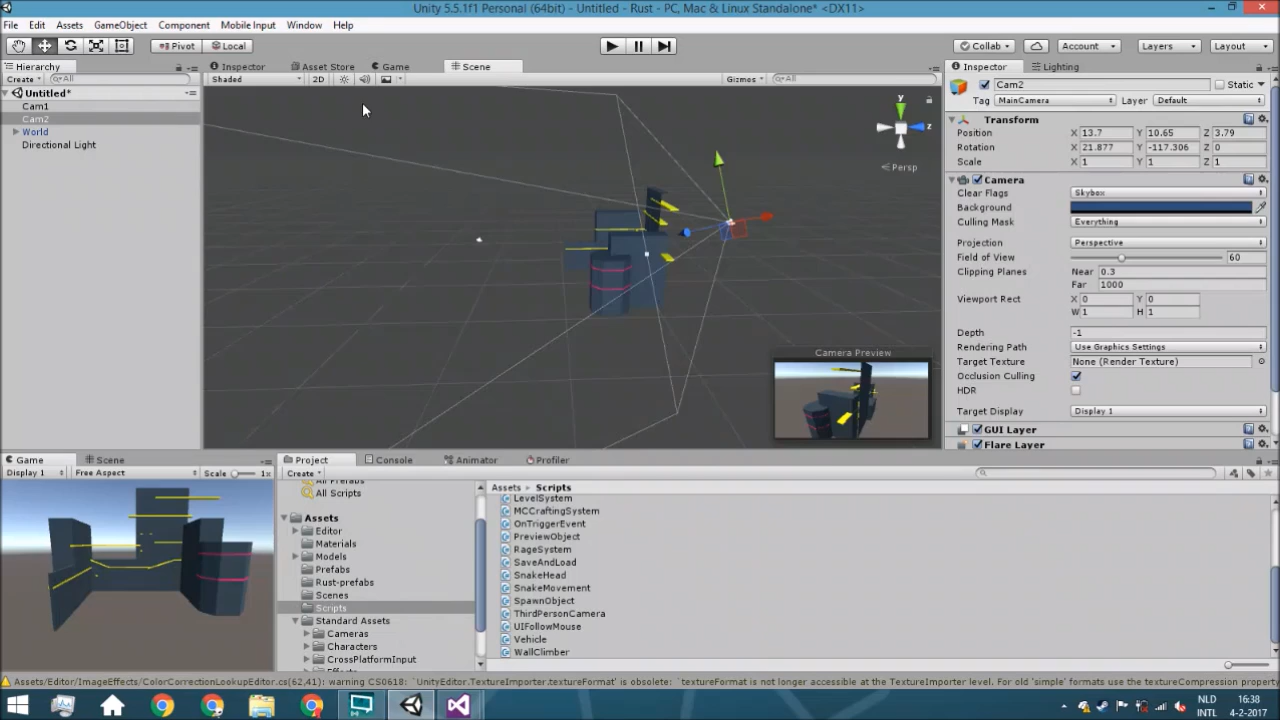 Unity 5.5.1f1 Personal (64bit) - Untitled - Rust - PC, Mac & Linux Standalone* <DX11>
File Edit Assets GameObject Component Mobile Input Window Help
Pivot Local Collab Account Layers Layout
Hierarchy Inspector Asset Store Game Scene Inspector Lighting
Create All Shaded 2D Gizmos All Cam2 Static
Untitled* Tag MainCamera Layer Default
Cam1
Cam2
World
Directional Light
y
z
Persp
Transform
Position X 13.7 Y 10.65 Z 3.79
Rotation X 21.877 Y -117.306 Z 0
Scale X 1 Y 1 Z 1
Camera
Clear Flags Skybox
Background
Culling Mask Everything
Projection Perspective
Field of View 60
Clipping Planes Near 0.3
Far 1000
Viewport Rect X 0 Y 0
W 1 H 1
Depth -1
Rendering Path Use Graphics Settings
Target Texture None (Render Texture)
Occlusion Culling
HDR
Target Display Display 1
GUI Layer
Flare Layer
Camera Preview
Game Scene
Display 1 Free Aspect Scale 1x
Project Console Animator Profiler
Create
All Prefabs
All Scripts
Assets
Editor
Materials
Models
Prefabs
Rust-prefabs
Scenes
Scripts
Standard Assets
Cameras
Characters
CrossPlatformInput
Effects
Assets Scripts
LevelSystem
MCCraftingSystem
OnTriggerEvent
PreviewObject
RageSystem
SaveAndLoad
SnakeHead
SnakeMovement
SpawnObject
ThirdPersonCamera
UIFollowMouse
Vehicle
WallClimber
Assets/Editor/ImageEffects/ColorCorrectionLookupEditor.cs(62,41): warning CS0618: `UnityEditor.TextureImporter.textureFormat' is obsolete: `textureFormat is no longer accessible at the TextureImporter level. For old 'simple' formats use the textureCompression property
NLD 16:38
INTL 4-2-2017